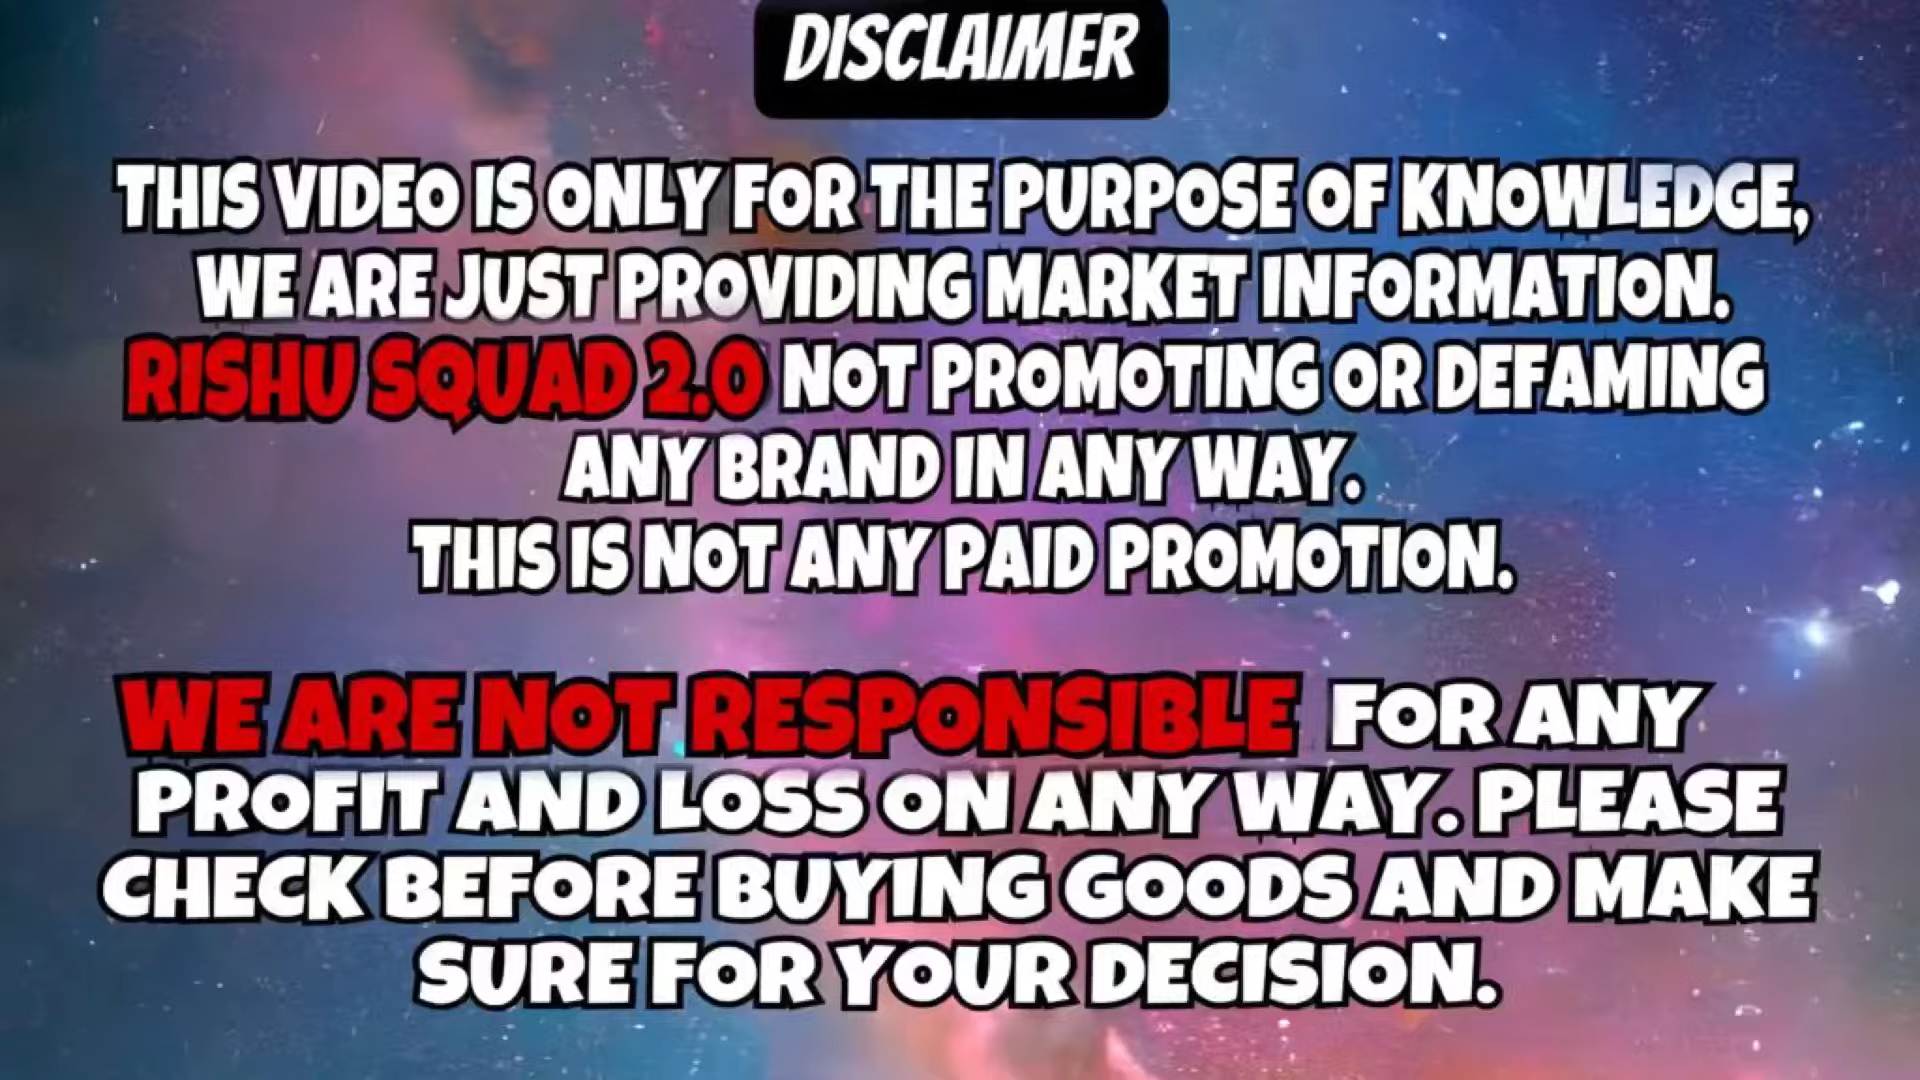 DISCLAIMER
THIS VIDEO IS ONLY FOR THE PURPOSE OF KNOWLEDGE,
WE ARE JUST PROVIDING MARKET INFORMATION.
RISHU SQUAD 2.0 NOT PROMOTING OR DEFAMING
ANY BRAND IN ANY WAY.
THIS IS NOT ANY PAID PROMOTION.
WE ARE NOT RESPONSIBLE FOR ANY
PROFIT AND LOSS ON ANY WAY. PLEASE
CHECK BEFORE BUYING GOODS AND MAKE
SURE FOR YOUR DECISION.